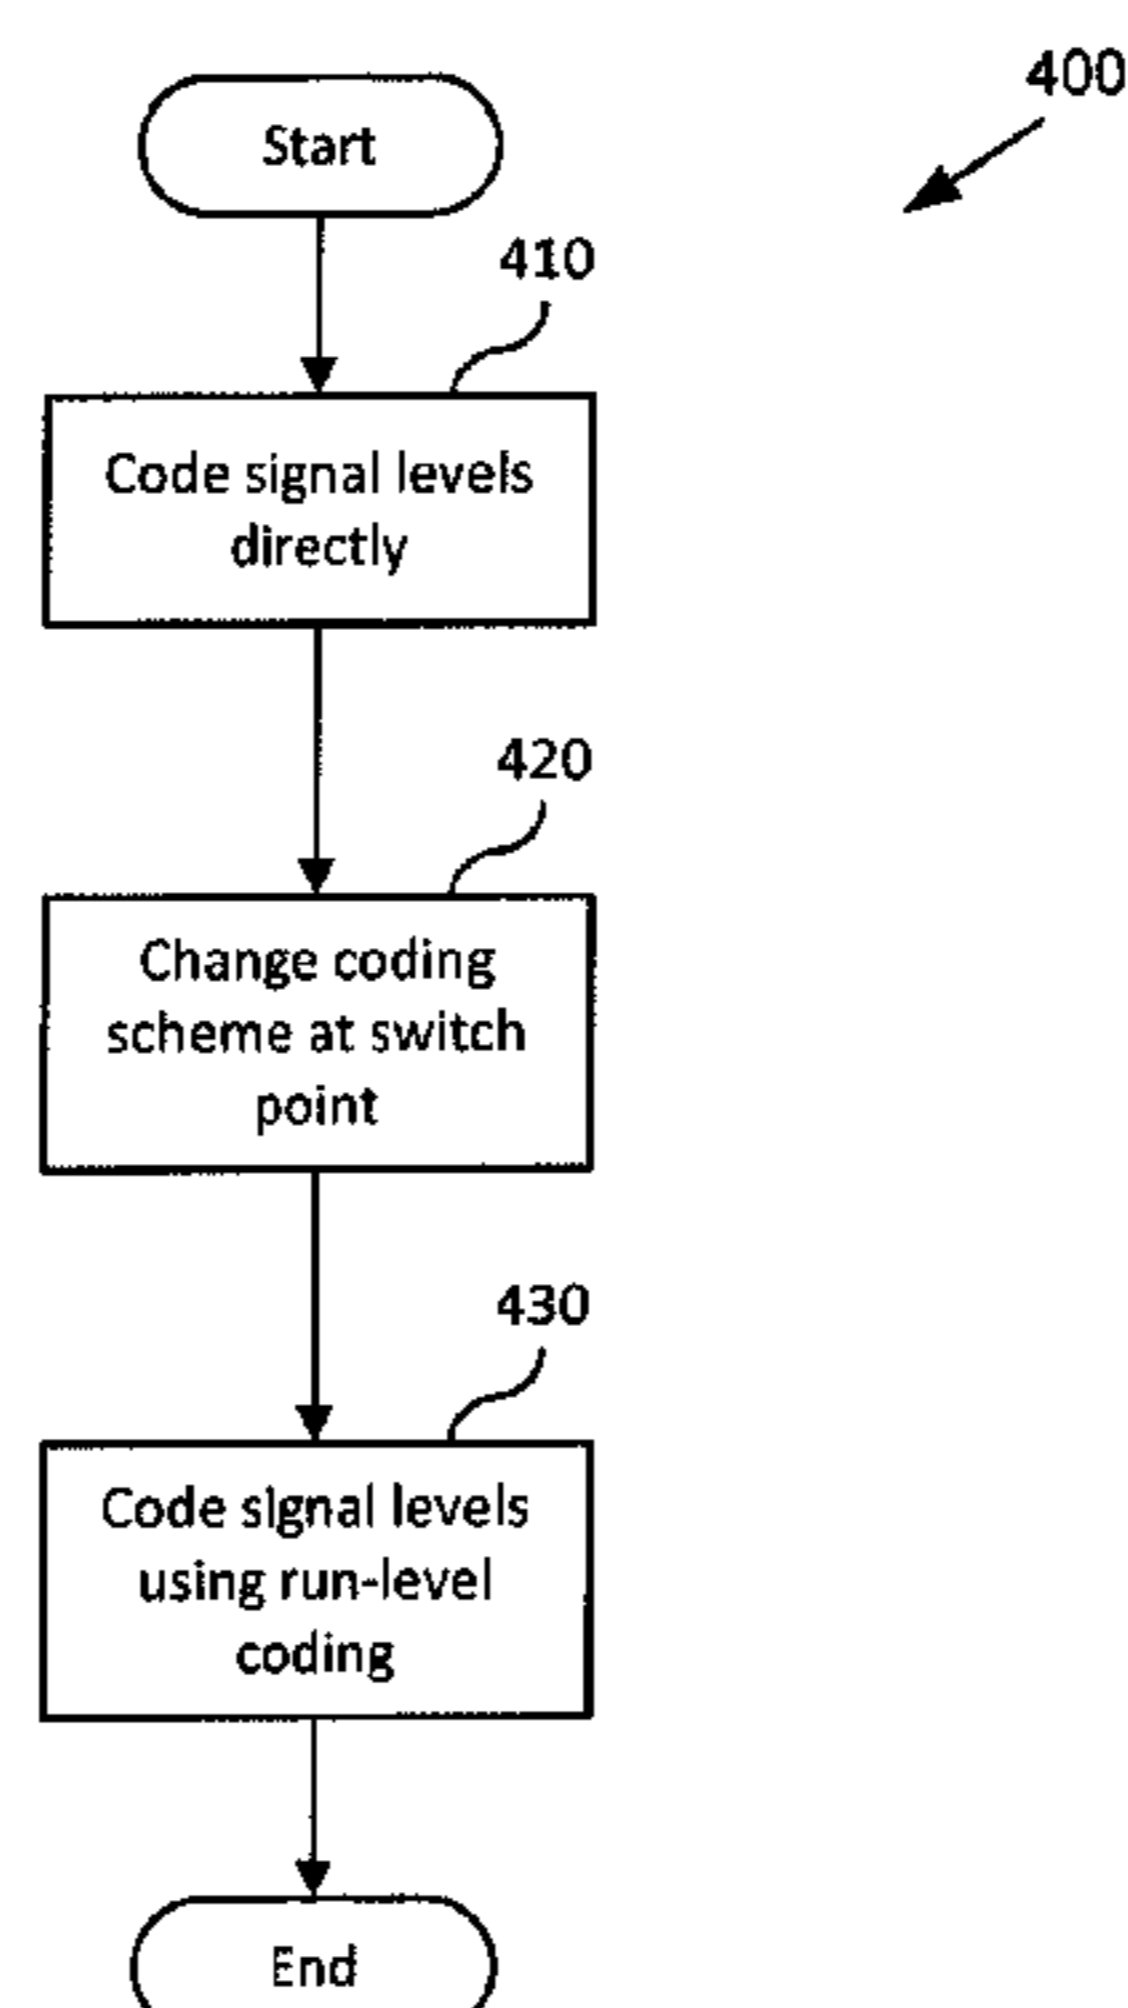 400
Start
410
Code signal levels
directly
420
Change coding
scheme at switch
point
430
Code signal levels
using run-level
coding
End